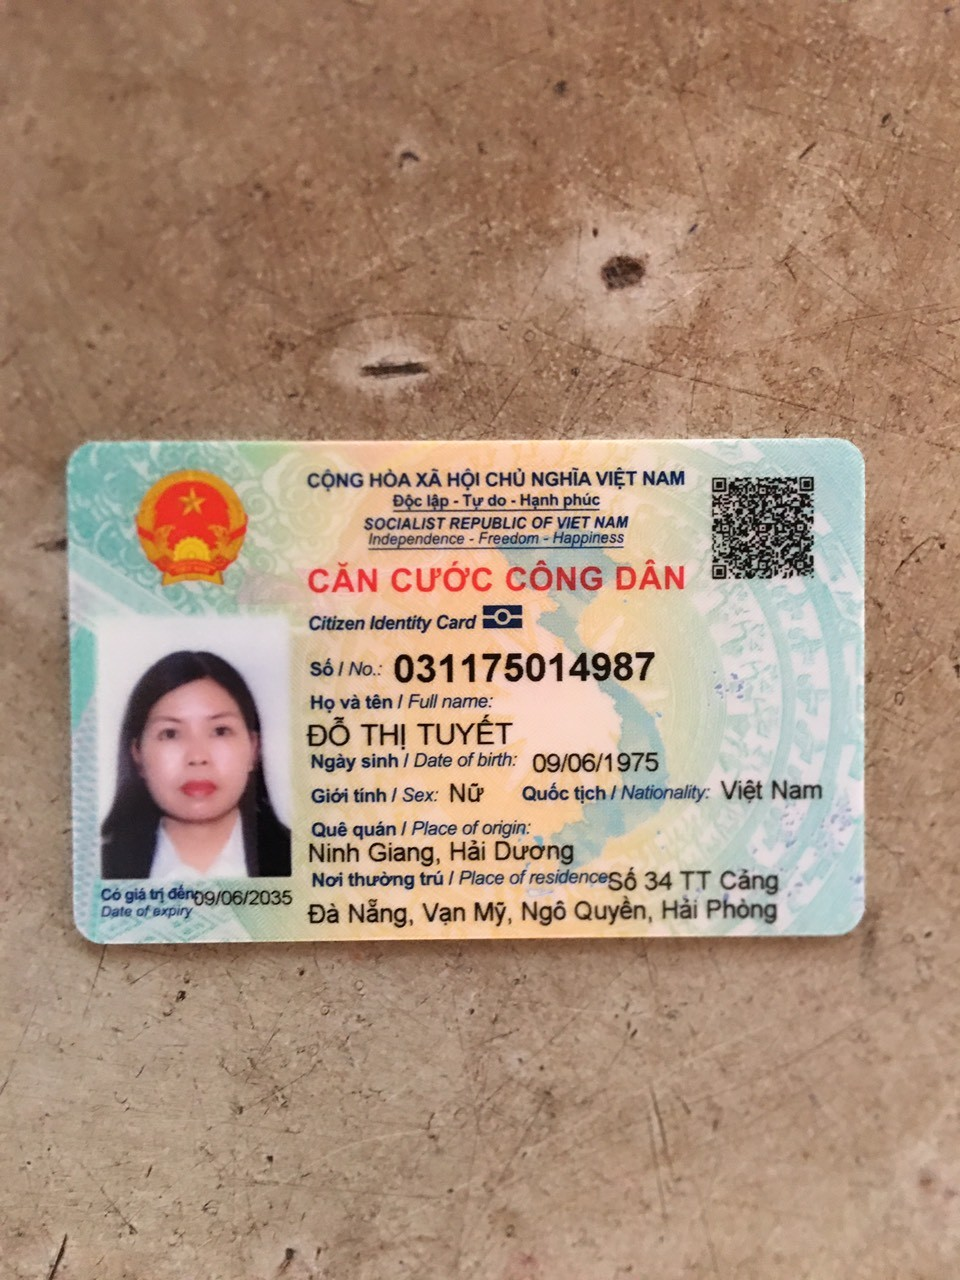 CỘNG HÒA XÃ HỘI CHỦ NGHĨA VIỆT NAM
Độc lập - Tự do - Hạnh phúc
SOCIALIST REPUBLIC OF VIET NAM
Independence - Freedom - Happiness
CĂN CƯỚC CÔNG DÂN
Citizen Identity Card
Số / No.: 031175014987
Họ và tên / Full name:
ĐỖ THỊ TUYẾT
Ngày sinh / Date of birth: 09/06/1975
Giới tính / Sex: Nữ Quốc tịch / Nationality: Việt Nam
Quê quán / Place of origin:
Ninh Giang, Hải Dương
Nơi thường trú / Place of residence Số 34 TT Cảng
Đà Nẵng, Vạn Mỹ, Ngô Quyền, Hải Phòng
Có giá trị đến: 09/06/2035
Date of expiry